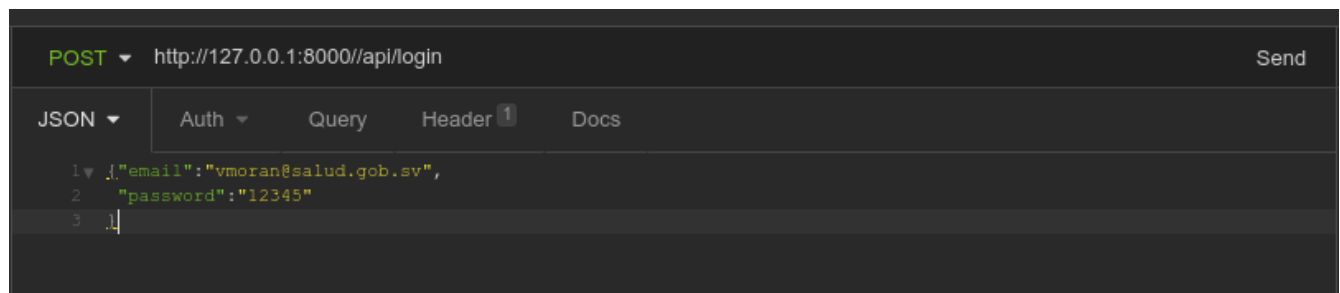 POST http://127.0.0.1:8000//api/login Send
JSON Auth Query Header 1 Docs
1 {"email":"vmoran@salud.gob.sv",
2 "password":"12345"
3 }